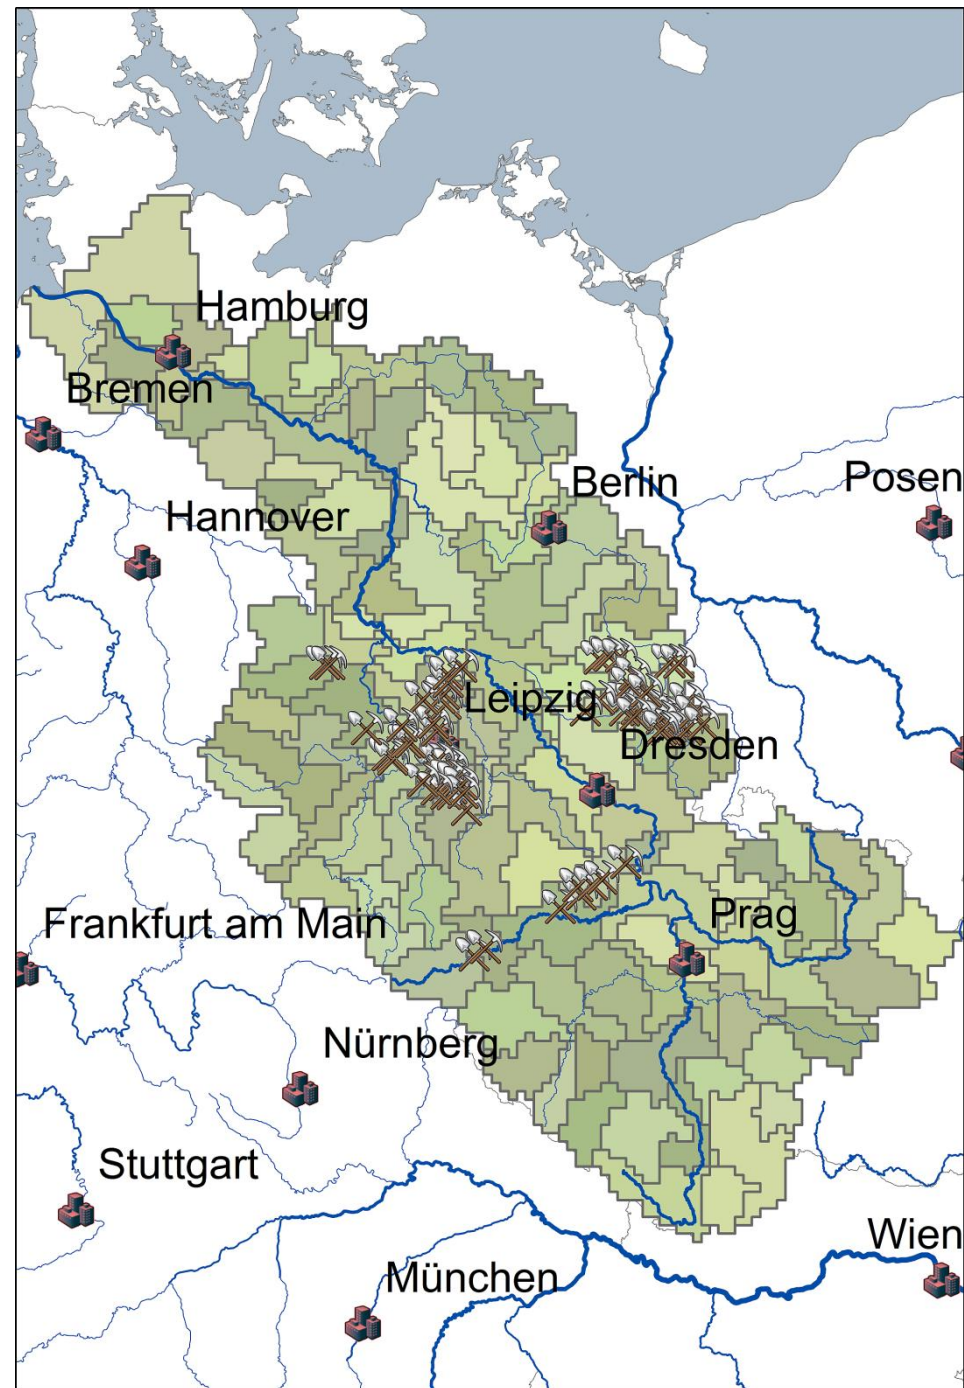 Hamburg
Bremen
Berlin
Posen
Hannover
Leipzig
Dresden
Prag
Frankfurt am Main
Nürnberg
Stuttgart
Wien
München